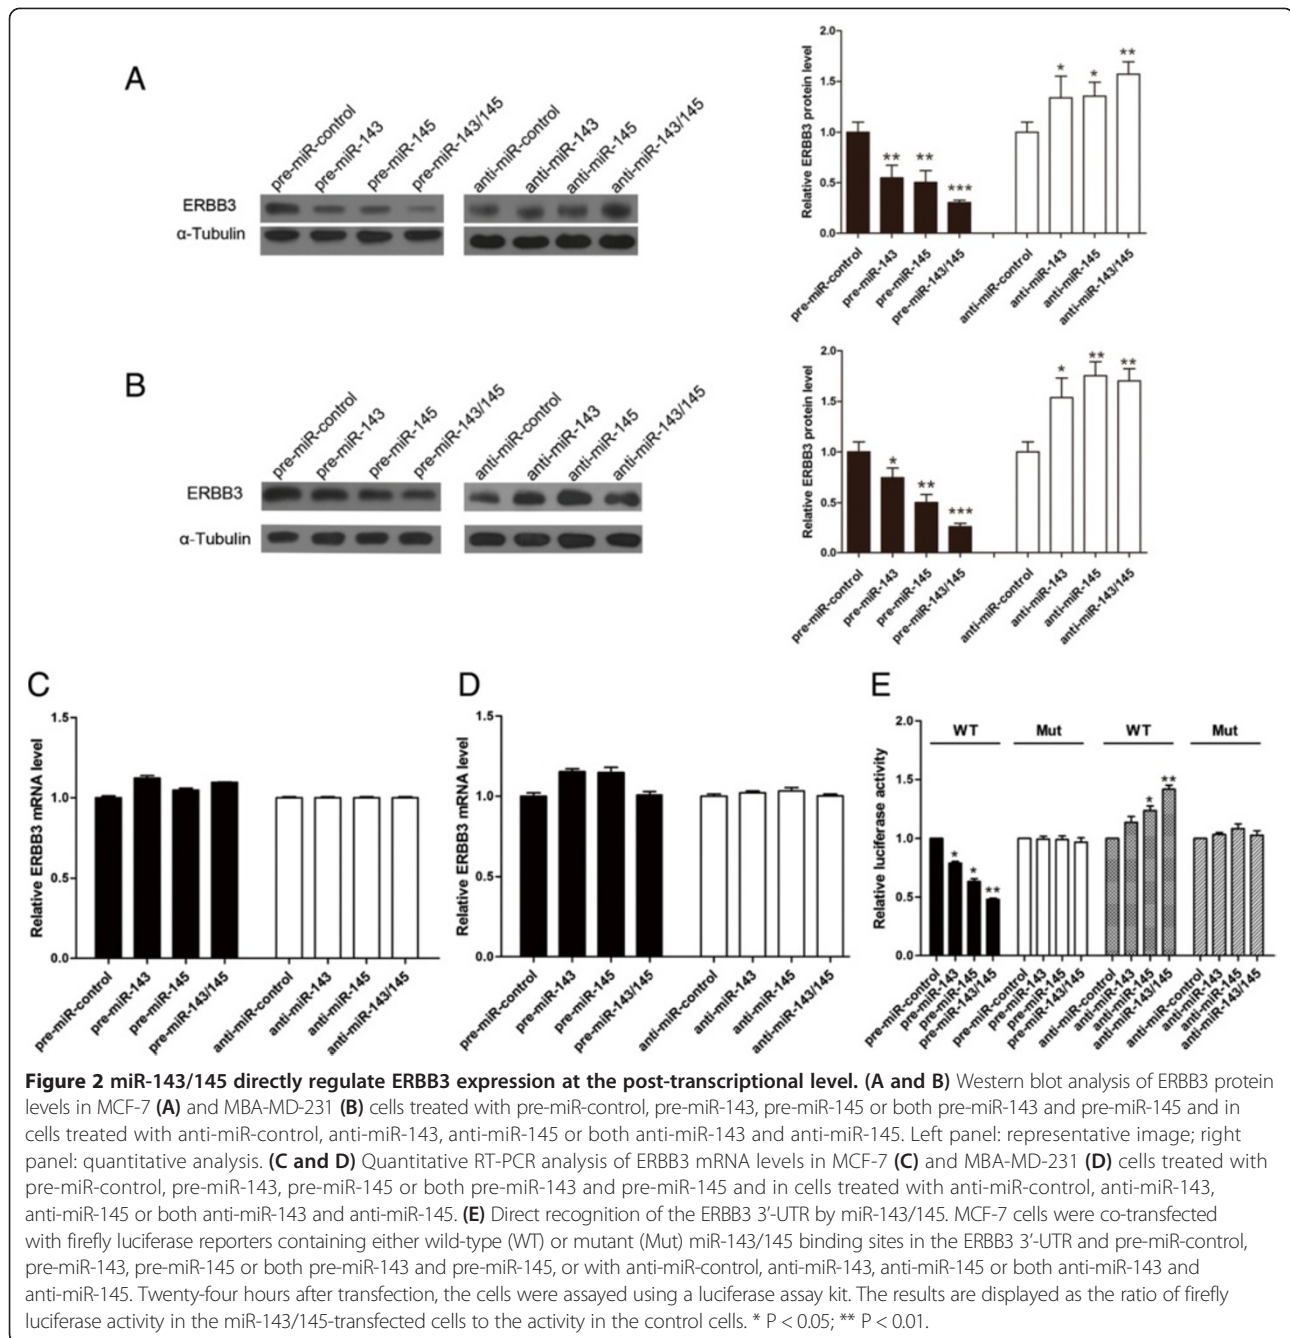 A
pre-miR-control
pre-miR-143
pre-miR-145
pre-miR-143/145
anti-miR-control
anti-miR-143
anti-miR-145
anti-miR-143/145
ERBB3
α-Tubulin
Relative ERBB3 protein level
2.0
1.5
1.0
0.5
0.0
** ** *** * * **
pre-miR-control
pre-miR-143
pre-miR-145
pre-miR-143/145
anti-miR-control
anti-miR-143
anti-miR-145
anti-miR-143/145
B
pre-miR-control
pre-miR-143
pre-miR-145
pre-miR-143/145
anti-miR-control
anti-miR-143
anti-miR-145
anti-miR-143/145
ERBB3
α-Tubulin
Relative ERBB3 protein level
2.0
1.5
1.0
0.5
0.0
* ** *** * ** **
pre-miR-control
pre-miR-143
pre-miR-145
pre-miR-143/145
anti-miR-control
anti-miR-143
anti-miR-145
anti-miR-143/145
C
Relative ERBB3 mRNA level
1.5
1.0
0.5
0.0
pre-miR-control
pre-miR-143
pre-miR-145
pre-miR-143/145
anti-miR-control
anti-miR-143
anti-miR-145
anti-miR-143/145
D
Relative ERBB3 mRNA level
1.5
1.0
0.5
0.0
pre-miR-control
pre-miR-143
pre-miR-145
pre-miR-143/145
anti-miR-control
anti-miR-143
anti-miR-145
anti-miR-143/145
E
Relative luciferase activity
2.0
1.5
1.0
0.5
0.0
WT Mut WT Mut
* * ** * **
pre-miR-control
pre-miR-143
pre-miR-145
pre-miR-143/145
pre-miR-control
pre-miR-143
pre-miR-145
pre-miR-143/145
anti-miR-control
anti-miR-143
anti-miR-145
anti-miR-143/145
anti-miR-control
anti-miR-143
anti-miR-145
anti-miR-143/145
Figure 2 miR-143/145 directly regulate ERBB3 expression at the post-transcriptional level. (A and B) Western blot analysis of ERBB3 protein
levels in MCF-7 (A) and MBA-MD-231 (B) cells treated with pre-miR-control, pre-miR-143, pre-miR-145 or both pre-miR-143 and pre-miR-145 and in
cells treated with anti-miR-control, anti-miR-143, anti-miR-145 or both anti-miR-143 and anti-miR-145. Left panel: representative image; right
panel: quantitative analysis. (C and D) Quantitative RT-PCR analysis of ERBB3 mRNA levels in MCF-7 (C) and MBA-MD-231 (D) cells treated with
pre-miR-control, pre-miR-143, pre-miR-145 or both pre-miR-143 and pre-miR-145 and in cells treated with anti-miR-control, anti-miR-143,
anti-miR-145 or both anti-miR-143 and anti-miR-145. (E) Direct recognition of the ERBB3 3'-UTR by miR-143/145. MCF-7 cells were co-transfected
with firefly luciferase reporters containing either wild-type (WT) or mutant (Mut) miR-143/145 binding sites in the ERBB3 3'-UTR and pre-miR-control,
pre-miR-143, pre-miR-145 or both pre-miR-143 and pre-miR-145, or with anti-miR-control, anti-miR-143, anti-miR-145 or both anti-miR-143 and
anti-miR-145. Twenty-four hours after transfection, the cells were assayed using a luciferase assay kit. The results are displayed as the ratio of firefly
luciferase activity in the miR-143/145-transfected cells to the activity in the control cells. * P < 0.05; ** P < 0.01.